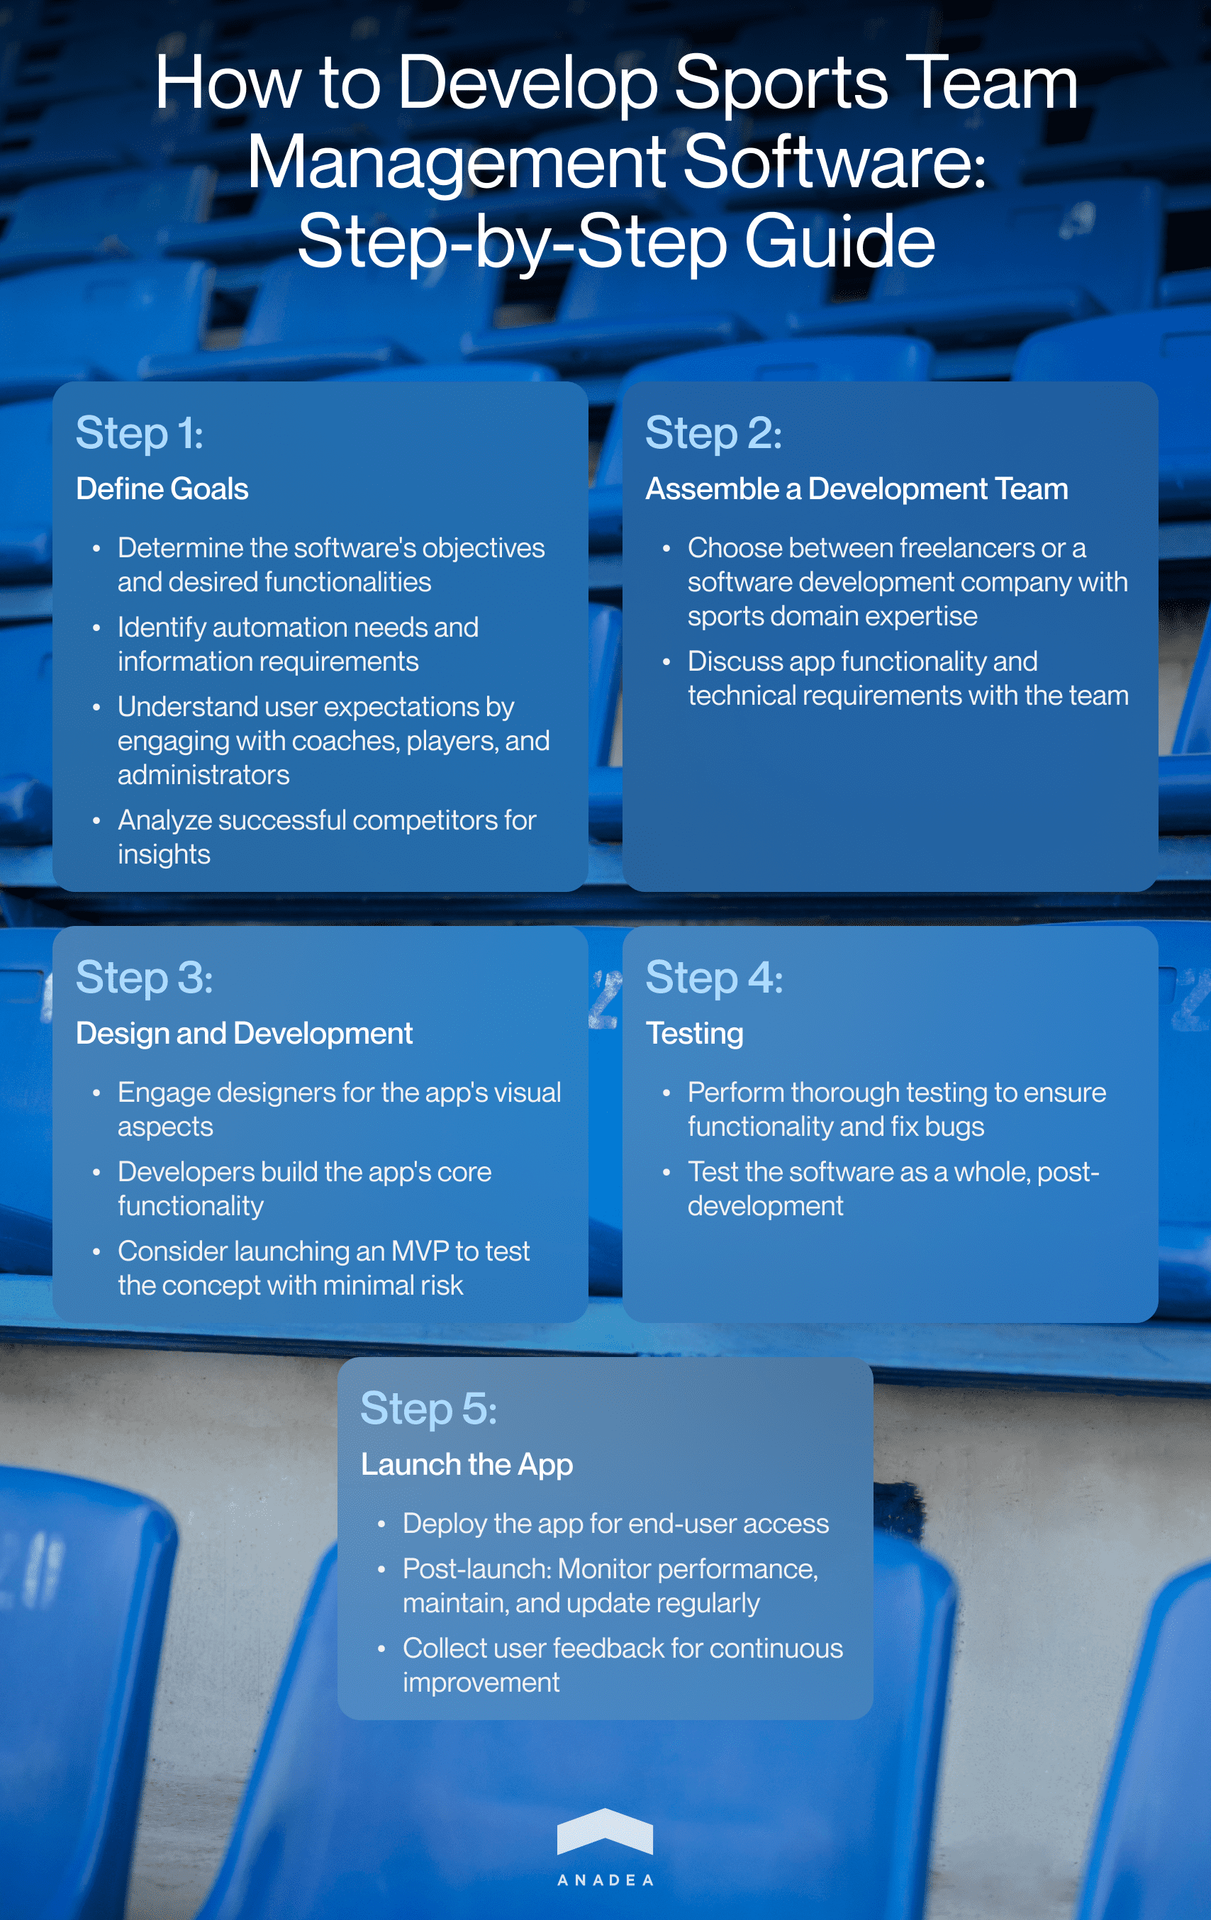 How to Develop Sports Team
Management Software:
Step-by-Step Guide
Step 1:
Define Goals
• Determine the software's objectives
and desired functionalities
• Identify automation needs and
information requirements
• Understand user expectations by
engaging with coaches, players, and
administrators
• Analyze successful competitors for
insights
Step 2:
Assemble a Development Team
• Choose between freelancers or a
software development company with
sports domain expertise
• Discuss app functionality and
technical requirements with the team
Step 3:
Design and Development
• Engage designers for the app's visual
aspects
• Developers build the app's core
functionality
• Consider launching an MVP to test
the concept with minimal risk
Step 4:
Testing
• Perform thorough testing to ensure
functionality and fix bugs
• Test the software as a whole, post-
development
Step 5:
Launch the App
• Deploy the app for end-user access
• Post-launch: Monitor performance,
maintain, and update regularly
• Collect user feedback for continuous
improvement
ANADEA